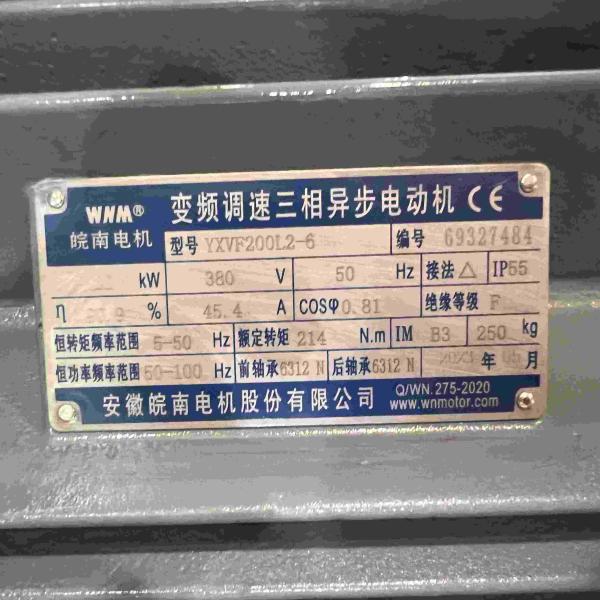 WNM® 变频调速三相异步电动机 CE
皖南电机 型号 YXVF200L2-6 编号 69327484
kW 380 V 50 Hz 接法 △ IP55
η % 45.4 A COSφ 0.81 绝缘等级 F
恒转矩频率范围 5-50 Hz 额定转矩 214 N.m IM B3 250 kg
恒功率频率范围 50-100 Hz 前轴承 6312 N 后轴承 6312 N 年 月
安徽皖南电机股份有限公司 Q/WN.275-2020
www.wnmotor.com